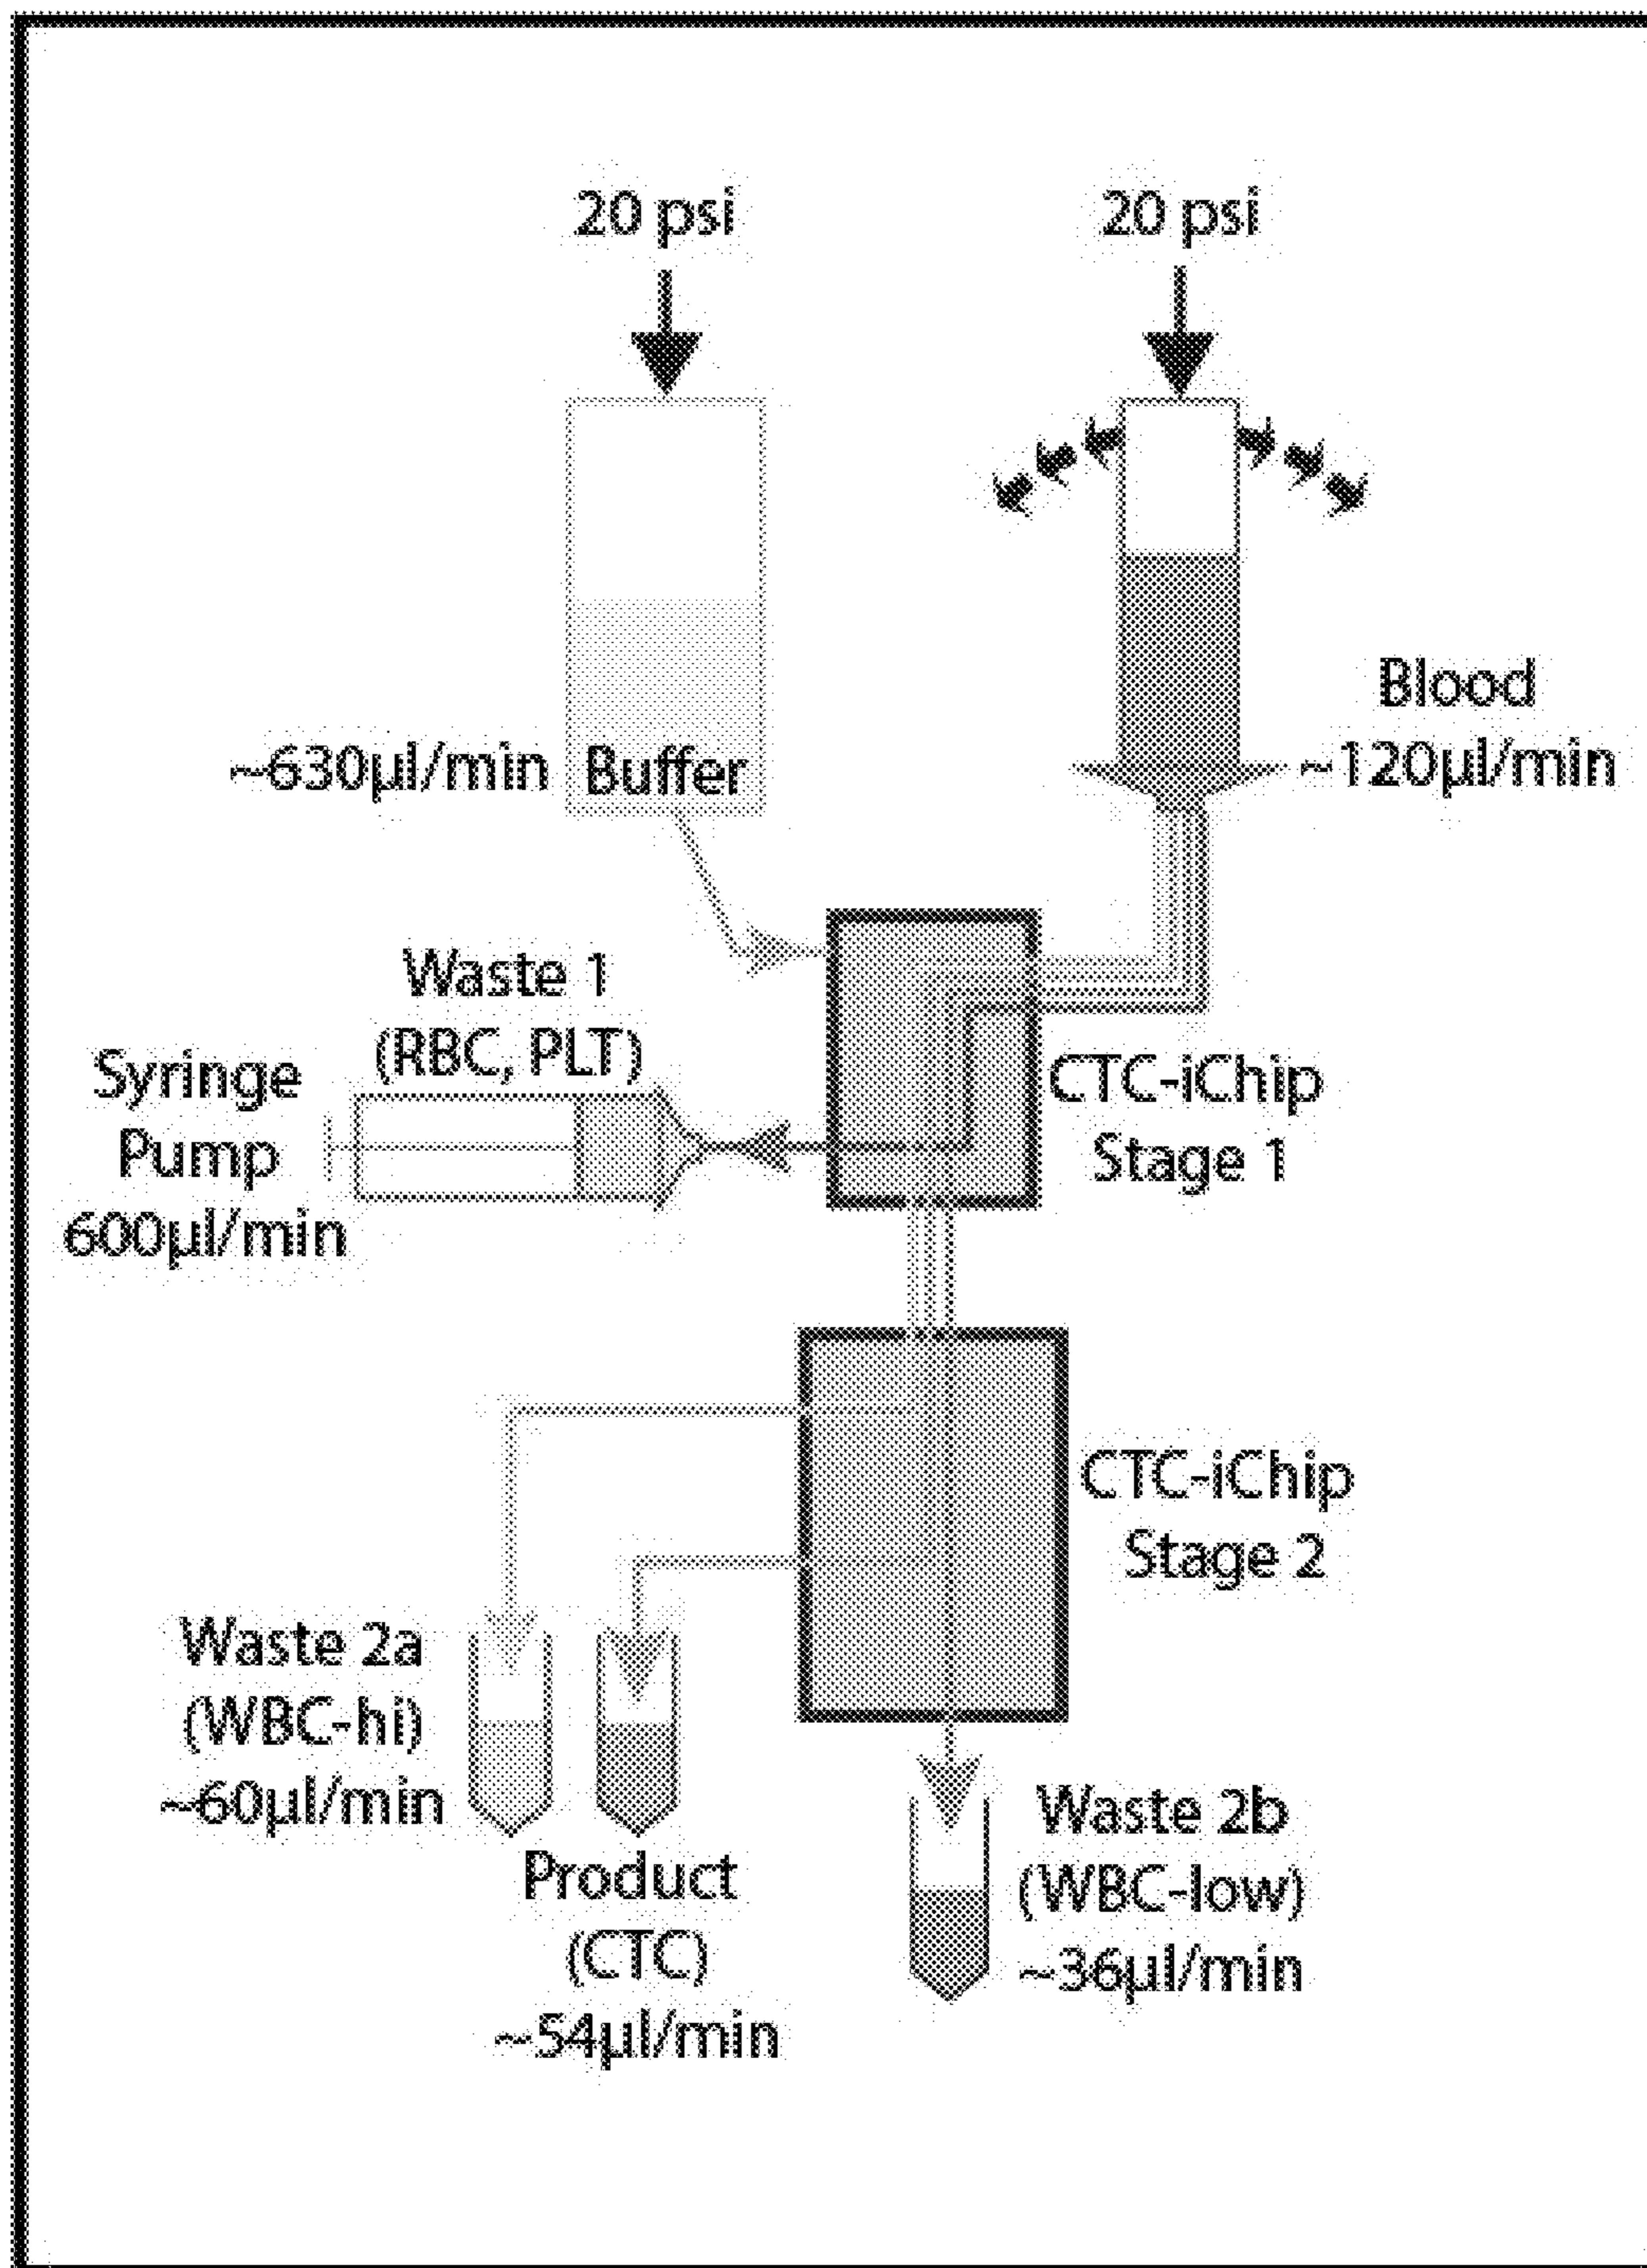 20 psi
20 psi
Blood
~120µl/min
~630µl/min Buffer
Waste 1
(RBC, PLT)
Syringe
Pump
600µl/min
CTC-iChip
Stage 1
CTC-iChip
Stage 2
Waste 2a
(WBC-hi)
~60µl/min
Product
(CTC)
~54µl/min
Waste 2b
(WBC-low)
~36µl/min